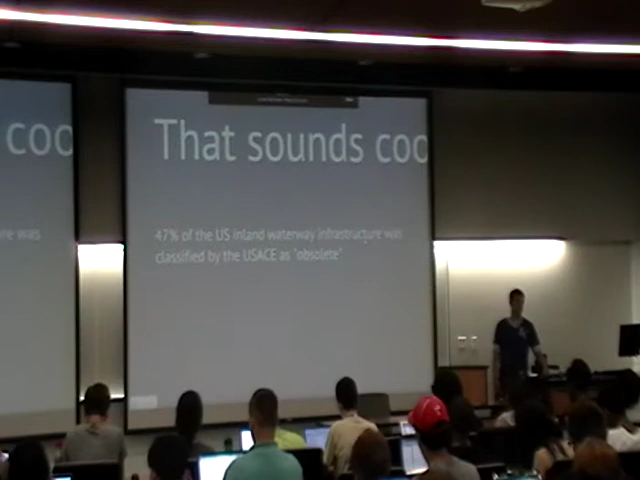 coo
That sounds coo
re was
47% of the US inland waterway infrastructure was
classified by the USACE as "obsolete"